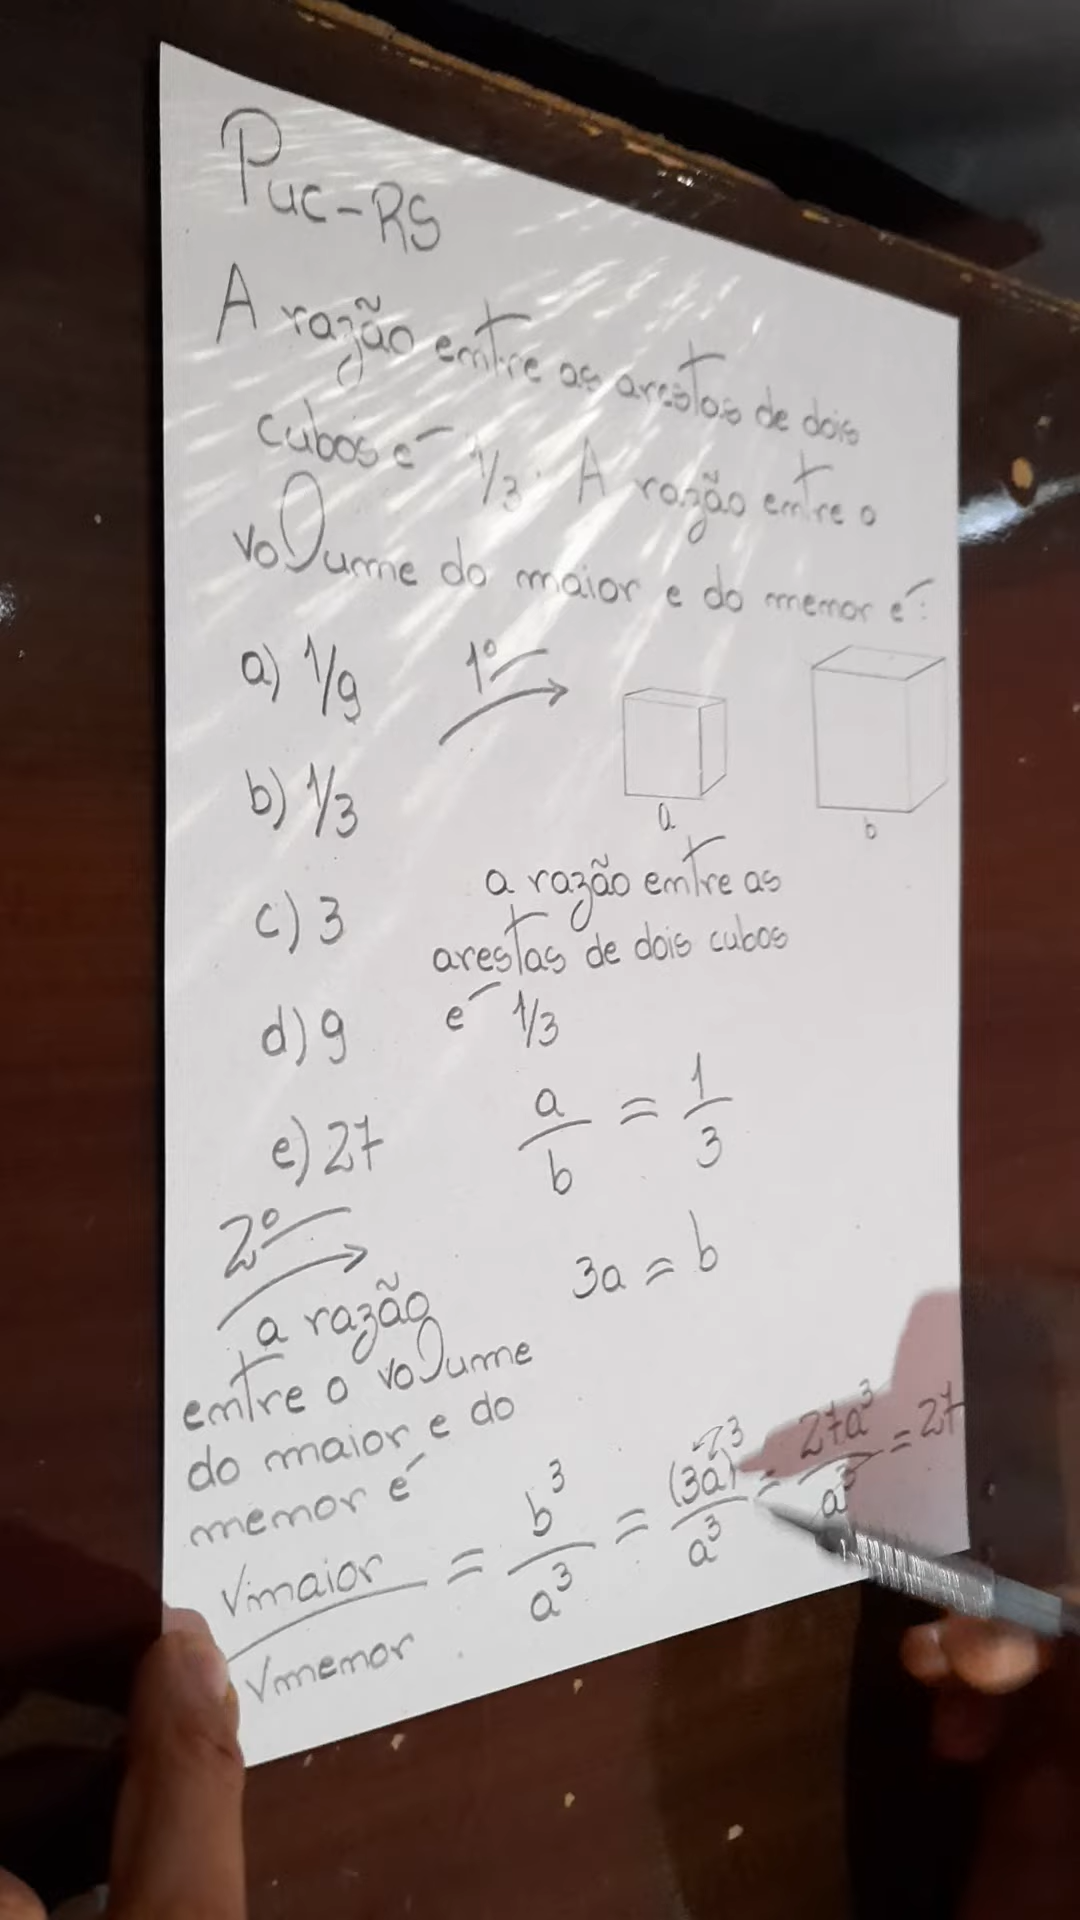 Puc-RS
A razão entre as arestas de dois
cubos é 1/3. A razão entre o
volume do maior e do menor é:
a) 1/9
b) 1/3
c) 3
d) 9
e) 27
1º
a
b
a razão entre as
arestas de dois cubos
é 1/3
a/b = 1/3
3a = b
2º
a razão
entre o volume
do maior e do
menor é
Vmaior/Vmenor = b³/a³ = (3a)³/a³ = 27a³/a³ = 27